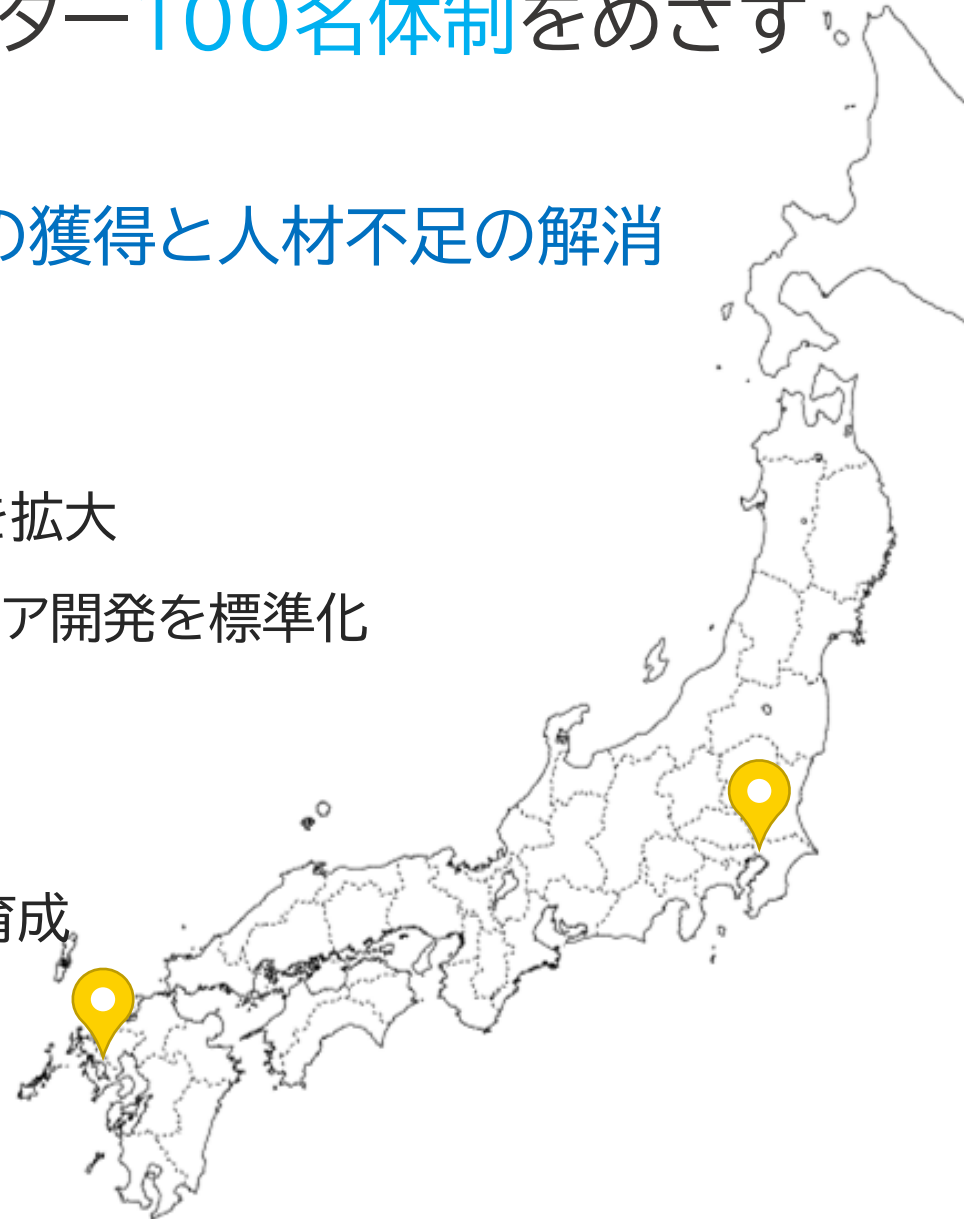 ター100名体制をめざす
の獲得と人材不足の解消
を拡大
ア開発を標準化
育成